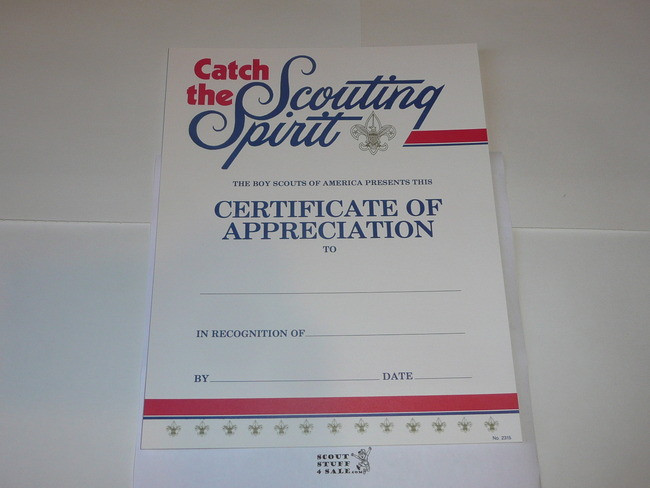 Catch
the Scouting
Spirit
THE BOY SCOUTS OF AMERICA PRESENTS THIS
CERTIFICATE OF
APPRECIATION
TO
IN RECOGNITION OF
BY DATE
No. 3315
SCOUT
STUFF
4 SALE.com